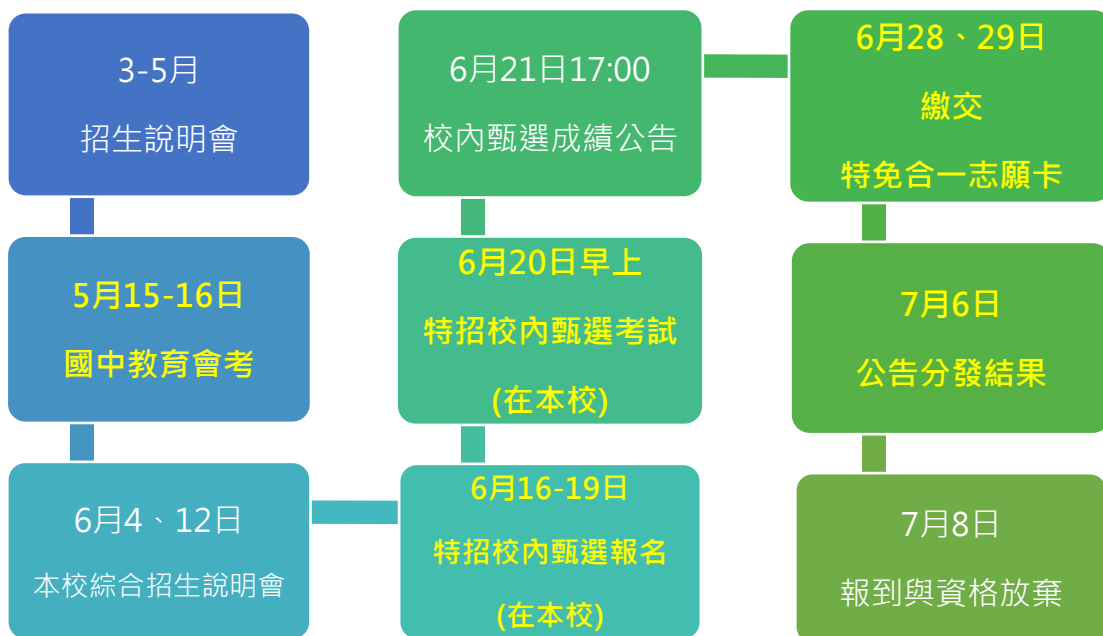 3-5月
招生說明會
5月15-16日
國中教育會考
6月4、12日
本校綜合招生說明會
6月16-19日
特招校內甄選報名
(在本校)
6月20日早上
特招校內甄選考試
(在本校)
6月21日17:00
校內甄選成績公告
6月28、29日
繳交
特免合一志願卡
7月6日
公告分發結果
7月8日
報到與資格放棄